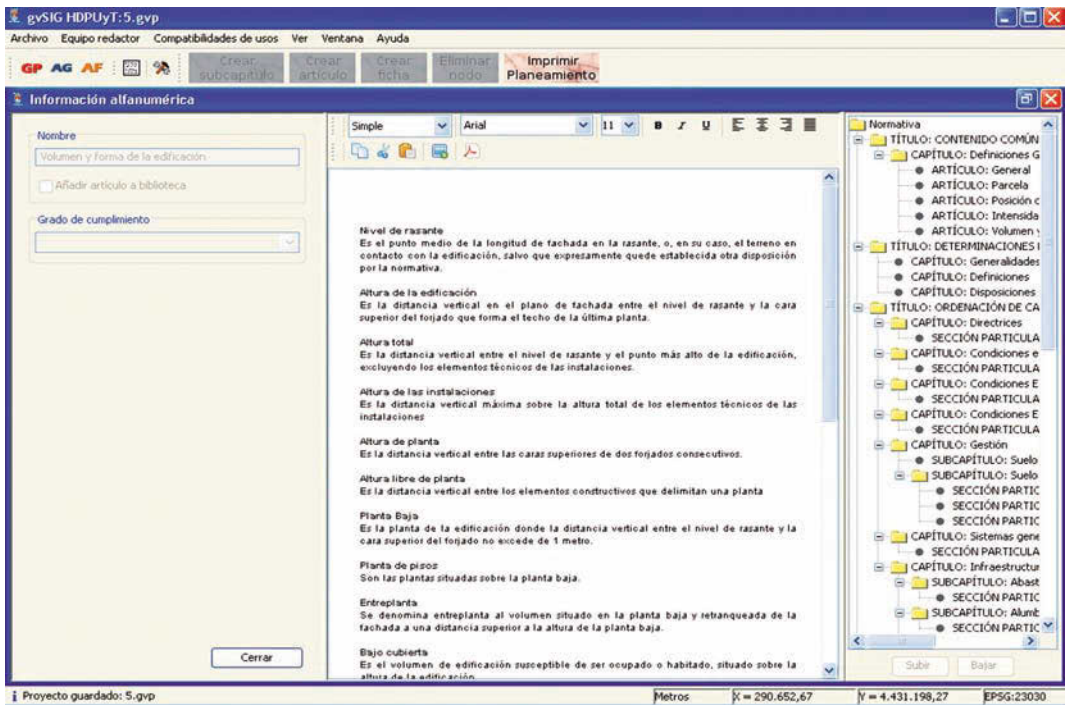 gvSIG HDPUyT:5.gvp
Archivo Equipo redactor Compatibilidades de usos Ver Ventana Ayuda
GP AG AF Crear subcapítulo Crear artículo Crear ficha Eliminar nodo Imprimir Planeamiento
Información alfanumérica
Nombre
Volumen y forma de la edificación
Añadir artículo a biblioteca
Grado de cumplimiento
Cerrar
Simple Arial 11 B I U
Nivel de rasante
Es el punto medio de la longitud de fachada en la rasante, o, en su caso, el terreno en
contacto con la edificación, salvo que expresamente quede establecida otra disposición
por la normativa.
Altura de la edificación
Es la distancia vertical en el plano de fachada entre el nivel de rasante y la cara
superior del forjado que forma el techo de la última planta.
Altura total
Es la distancia vertical entre el nivel de rasante y el punto más alto de la edificación,
excluyendo los elementos técnicos de las instalaciones.
Altura de las instalaciones
Es la distancia vertical máxima sobre la altura total de los elementos técnicos de las
instalaciones
Altura de planta
Es la distancia vertical entre las caras superiores de dos forjados consecutivos.
Altura libre de planta
Es la distancia vertical entre los elementos constructivos que delimitan una planta
Planta Baja
Es la planta de la edificación donde la distancia vertical entre el nivel de rasante y la
cara superior del forjado no excede de 1 metro.
Planta de pisos
Son las plantas situadas sobre la planta baja.
Entreplanta
Se denomina entreplanta al volumen situado en la planta baja y retranqueada de la
fachada a una distancia superior a la altura de la planta baja.
Bajo cubierta
Es el volumen de edificación susceptible de ser ocupado o habitado, situado sobre la
altura de la edificación
Normativa
TÍTULO: CONTENIDO COMÚN
CAPÍTULO: Definiciones G
ARTÍCULO: General
ARTÍCULO: Parcela
ARTÍCULO: Posición c
ARTÍCULO: Intensida
ARTÍCULO: Volumen y
TÍTULO: DETERMINACIONES
CAPÍTULO: Generalidades
CAPÍTULO: Definiciones
CAPÍTULO: Disposiciones
TÍTULO: ORDENACIÓN DE CA
CAPÍTULO: Directrices
SECCIÓN PARTICULA
CAPÍTULO: Condiciones e
SECCIÓN PARTICULA
CAPÍTULO: Condiciones E
SECCIÓN PARTICULA
CAPÍTULO: Condiciones E
SECCIÓN PARTICULA
CAPÍTULO: Gestión
SUBCAPÍTULO: Suelo
SUBCAPÍTULO: Suelo
SECCIÓN PARTIC
SECCIÓN PARTIC
SECCIÓN PARTIC
CAPÍTULO: Sistemas gene
SECCIÓN PARTICULA
CAPÍTULO: Infraestructur
SUBCAPÍTULO: Abast
SECCIÓN PARTIC
SUBCAPÍTULO: Alumb
SECCIÓN PARTIC
Subir Bajar
Proyecto guardado: 5.gvp Metros X = 290.652,67 Y = 4.431.198,27 EPSG:23030